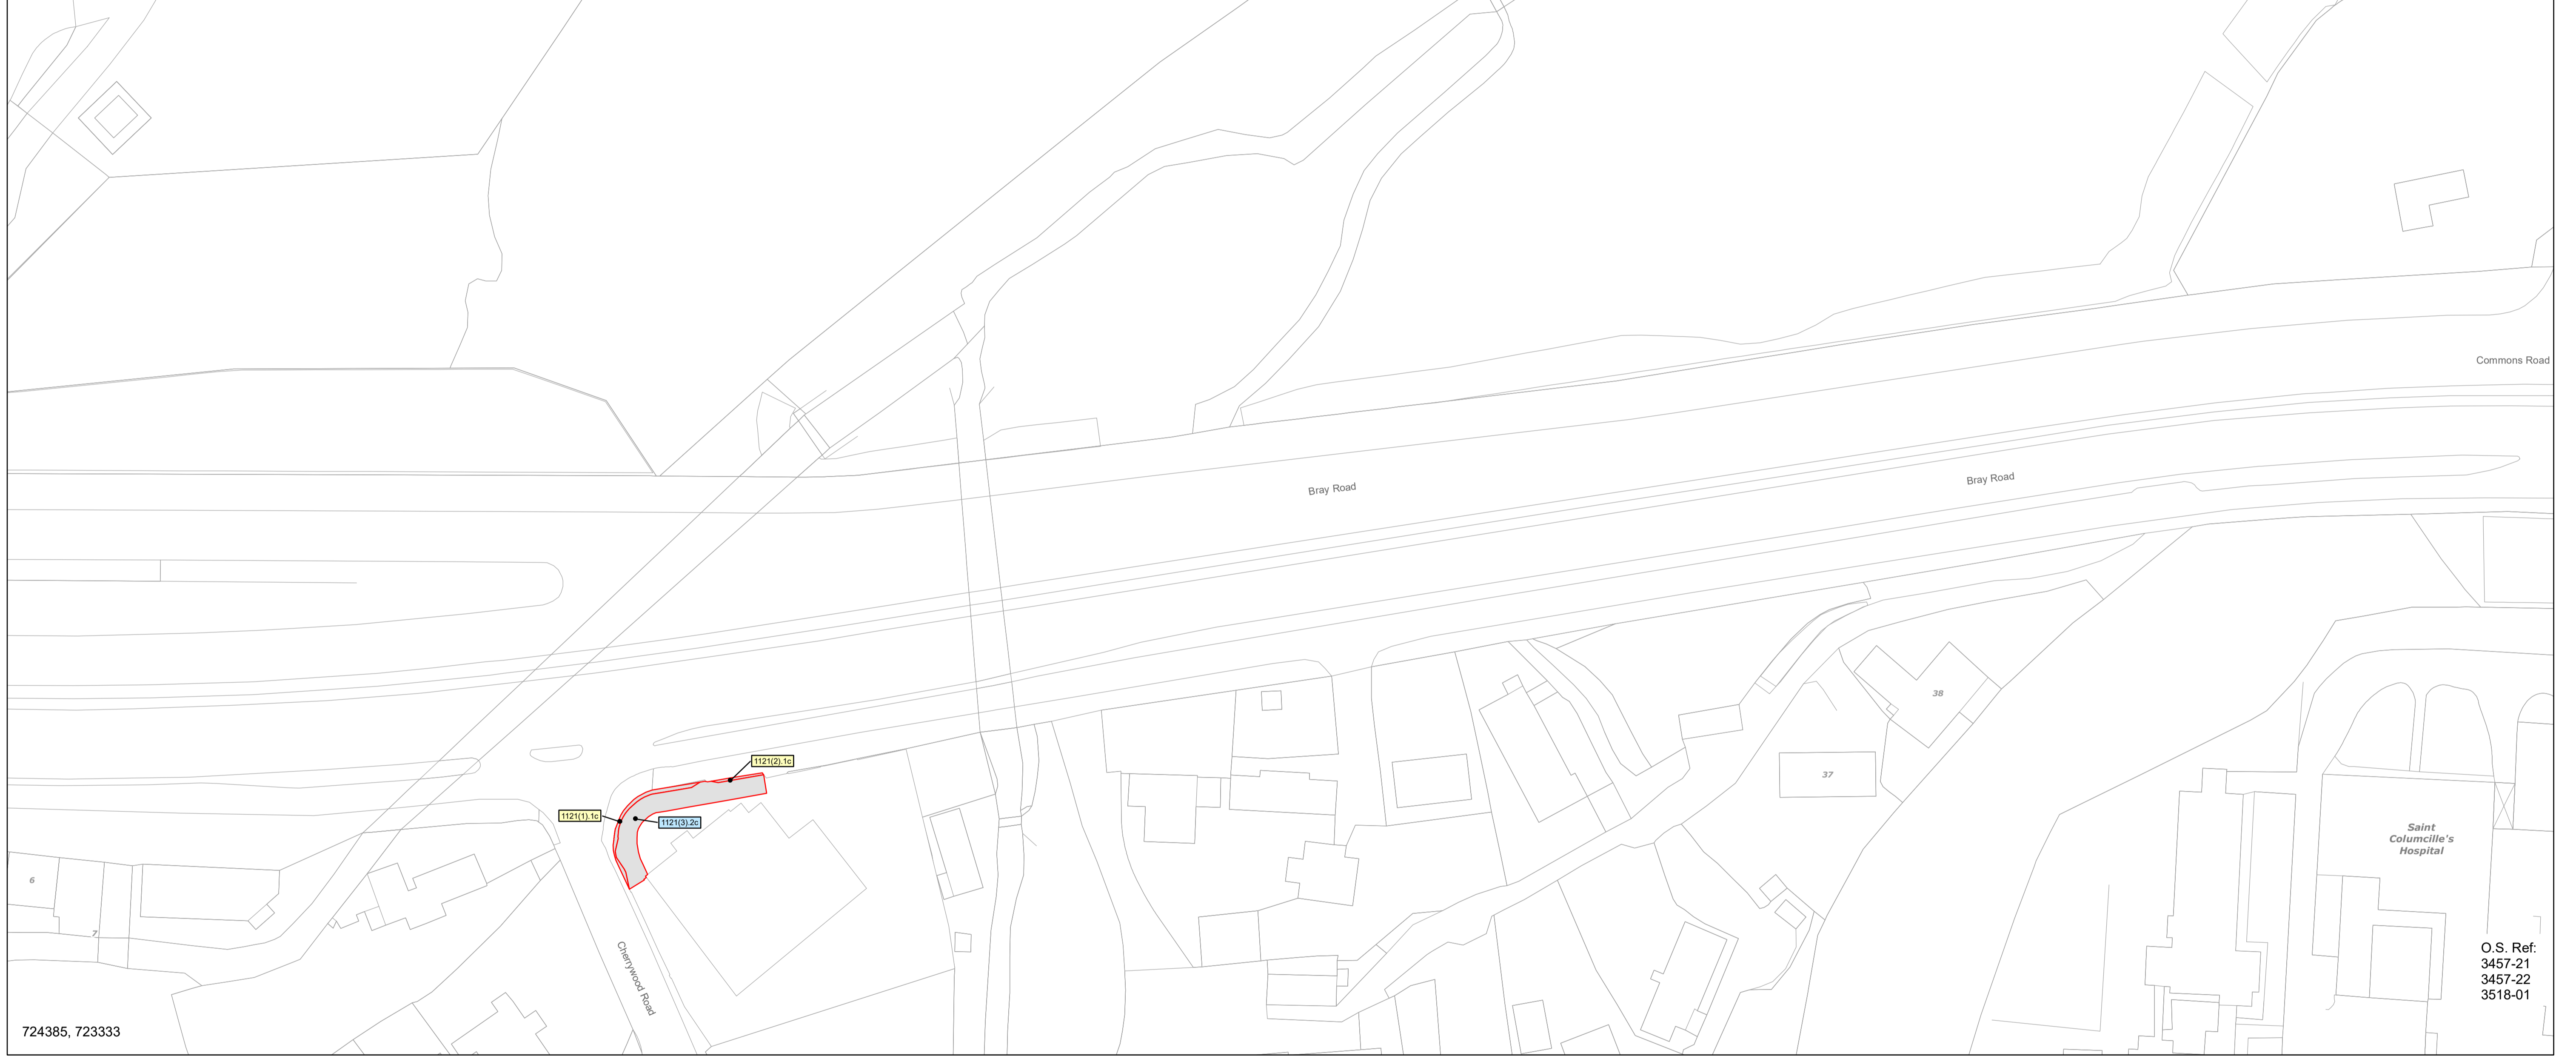 Commons Road
Bray Road
Bray Road
38
1121(2).1c
37
1121(1).1c
1121(3).2c
Saint
Columcille's
Hospital
6
7
Cherrywood Road
O.S. Ref:
3457-21
3457-22
3518-01
724385, 723333